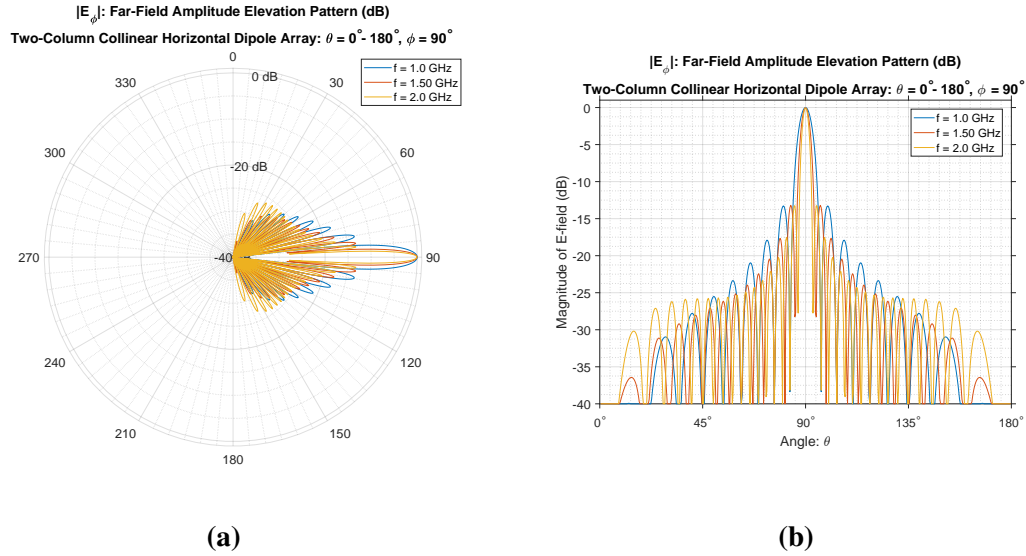 |E_ϕ|: Far-Field Amplitude Elevation Pattern (dB)
Two-Column Collinear Horizontal Dipole Array: θ = 0°- 180°, ϕ = 90°
0
30
60
90
120
150
180
210
240
270
300
330
0 dB
-20 dB
-40
f = 1.0 GHz
f = 1.50 GHz
f = 2.0 GHz
(a)
|E_ϕ|: Far-Field Amplitude Elevation Pattern (dB)
Two-Column Collinear Horizontal Dipole Array: θ = 0°- 180°, ϕ = 90°
f = 1.0 GHz
f = 1.50 GHz
f = 2.0 GHz
Magnitude of E-field (dB)
0
-5
-10
-15
-20
-25
-30
-35
-40
0°
45°
90°
135°
180°
Angle: θ
(b)